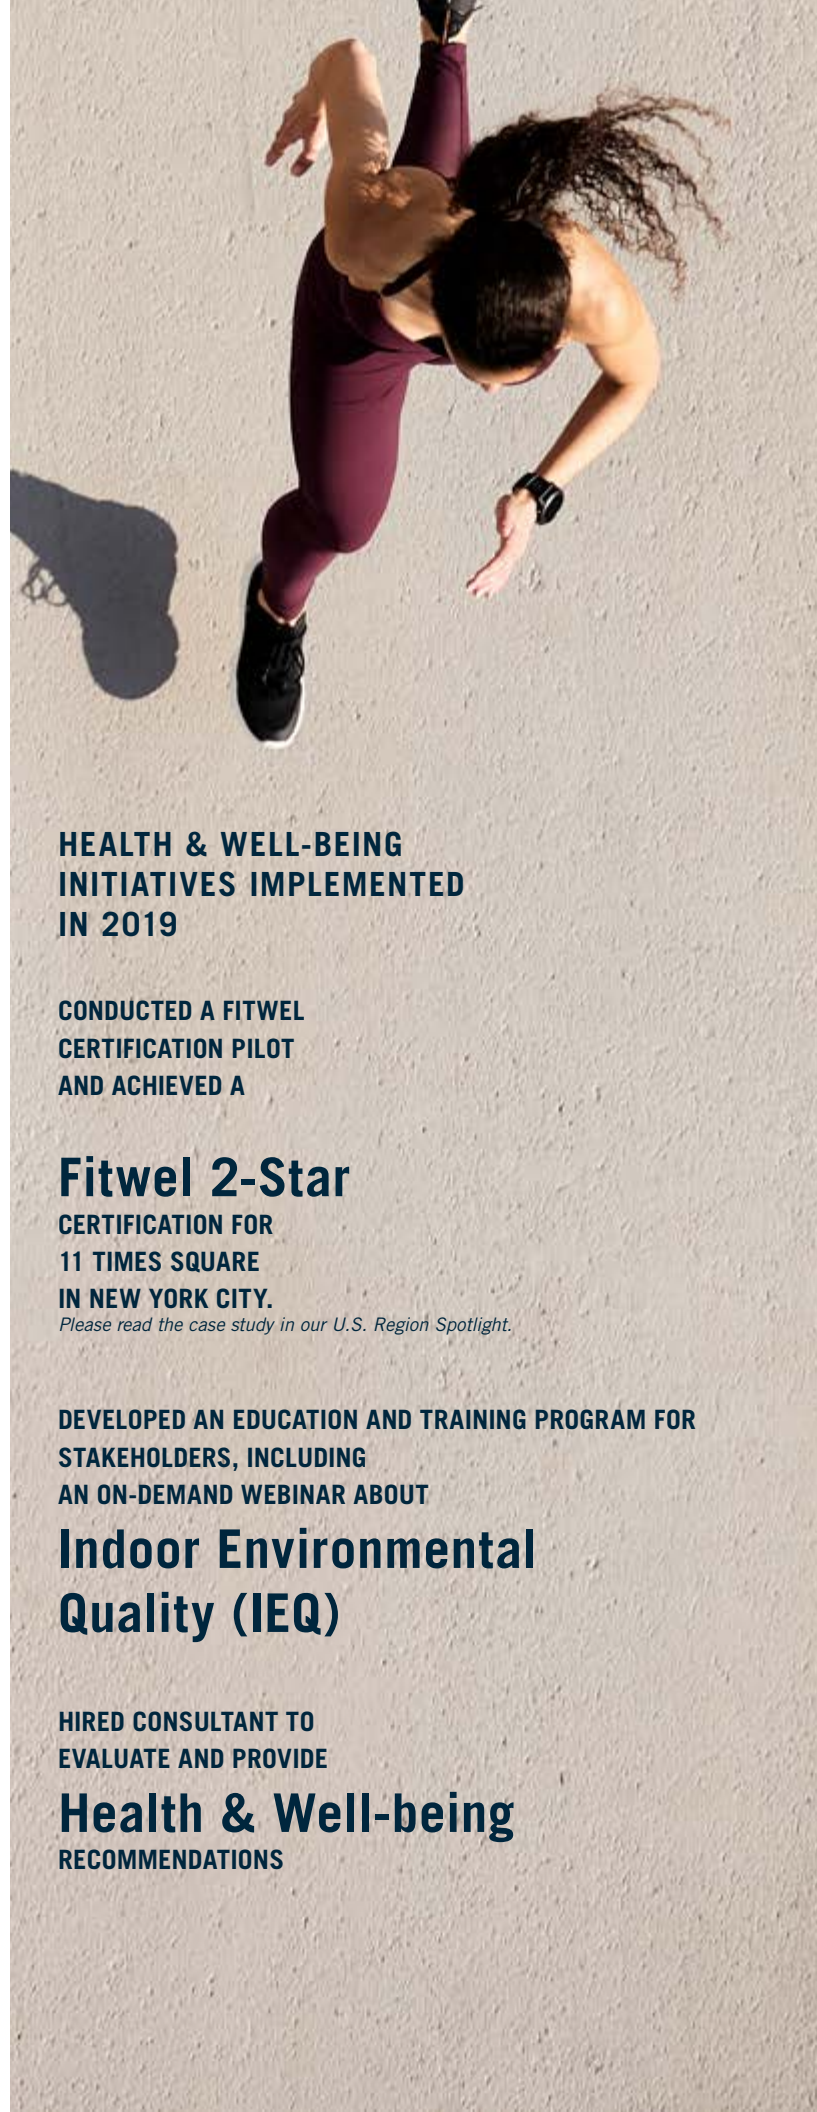 HEALTH & WELL-BEING
INITIATIVES IMPLEMENTED
IN 2019
CONDUCTED A FITWEL
CERTIFICATION PILOT
AND ACHIEVED A
Fitwel 2-Star
CERTIFICATION FOR
11 TIMES SQUARE
IN NEW YORK CITY.
Please read the case study in our U.S. Region Spotlight.
DEVELOPED AN EDUCATION AND TRAINING PROGRAM FOR
STAKEHOLDERS, INCLUDING
AN ON-DEMAND WEBINAR ABOUT
Indoor Environmental
Quality (IEQ)
HIRED CONSULTANT TO
EVALUATE AND PROVIDE
Health & Well-being
RECOMMENDATIONS